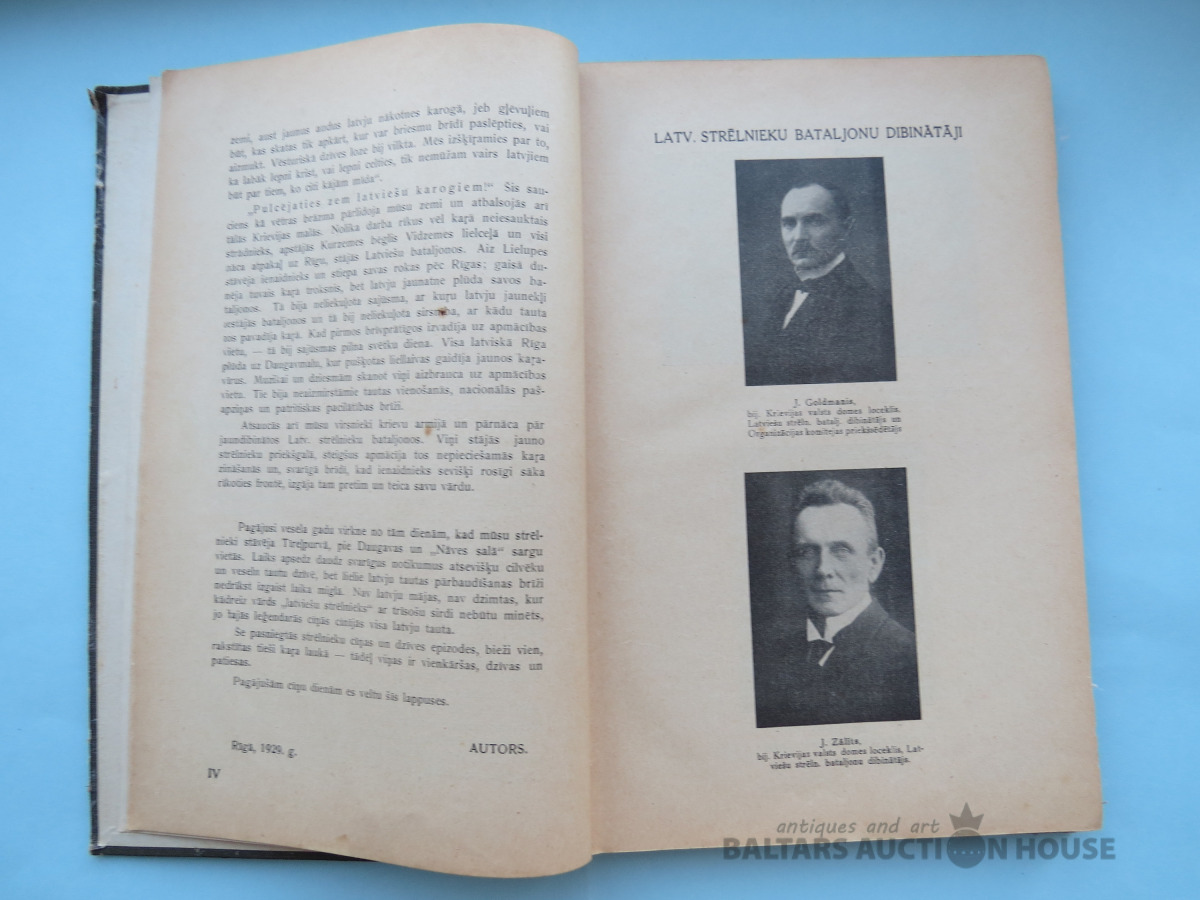 zemi, aust jaunus audus latvju nākotnes karogā, jeb gļēvuļiem
būt, kas skatas tik apkārt, kur var briesmu brīdī paslēpties, vai
aizmukt. Vēsturiskā dzīves loze bij vilkta. Mēs izšķiramies par to,
ka labāk lepni krist, vai lepni celties, tik nemūžam vairs latvjiem
būt par tiem, ko citi kājām māda“.
„Pulcējaties zem latviešu karogiem!“ Šis sau-
ciens kā vētras brāzma pārlidoja mūsu zemi un atbalsojās arī
tālās Krievijas malās. Nolika darba rīkus vēl kaŗā neiesauktais
strādnieks, apstājās Kurzemes bēglis Vidzemes lielceļā un visi
nāca atpakaļ uz Rīgu, stājās Latviešu bataljonos. Aiz Lielupes
stāvēja ienaidnieks un stiepa savas rokas pēc Rīgas; gaisā du-
nēja tuvais kaŗa troksnis, bet latvju jaunatne plūda savos ba-
taljonos. Tā bija neliekuļota sajūsma, ar kuŗu latvju jaunekļi
iestājās bataljonos un tā bij neliekuļota sirsnība, ar kādu tauta
tos pavadīja kaŗā. Kad pirmos brīvprātīgos izvadīja uz apmācības
vietu, — tā bij sajūsmas pilna svētku diena. Visa latviskā Rīga
plūda uz Daugavmalu, kur puškotas liellaivas gaidīja jaunos kaŗa-
vīrus. Mūzikai un dziesmām skanot viņi aizbrauca uz apmācības
vietu. Tie bija neaizmirstāmie tautas vienošanās, nacionālās paš-
apziņas un patriotiskas pacilātības brīži.
Atsaucās arī mūsu virsnieki krievu armijā un pārnāca pār
jaundibinātos Latv. strēlnieku bataljonos. Viņi stājās jauno
strēlnieku priekšgalā, steigšus apmācīja tos nepieciešamās kaŗa
zināšanās un, svarīgā brīdī, kad ienaidnieks sevišķi rosīgi sāka
rīkoties frontē, izgāja tam pretim un teica savu vārdu.
Pagājusi vesela gadu virkne no tām dienām, kad mūsu strēl-
nieki stāvēja Tīreļpurvā, pie Daugavas un „Nāves salā“ sargu
vietās. Laiks apsedz daudz svarīgus notikumus atsevišķu cilvēku
un veselu tautu dzīvē, bet lielie latvju tautas pārbaudīšanas brīži
nedrīkst izgaist laika miglā. Nav latvju mājas, nav dzimtas, kur
kādreiz vārds „latviešu strēlnieks“ ar trīsošu sirdi nebūtu minēts,
jo tajās leģendarās cīņās cīnījās visa latvju tauta.
Še pasniegtās strēlnieku cīņas un dzīves epizodes, bieži vien,
rakstītas tieši kaŗa laukā — tādeļ viņas ir vienkāršas, dzīvas un
patiesas.
Pagājušām cīņu dienām es veltu šīs lappuses.
Rīgā, 1929. g. AUTORS.
IV
LATV. STRĒLNIEKU BATALJONU DIBINĀTĀJI
J. Goldmanis,
bij. Krievijas valsts domes loceklis,
Latviešu strēln. batalj. dibinātājs un
Organizācijas komitejas priekšsēdētājs
J. Zālīts,
bij. Krievijas valsts domes loceklis, Lat-
viešu strēln. bataljonu dibinātājs.
antiques and art
BALTARS AUCTION HOUSE